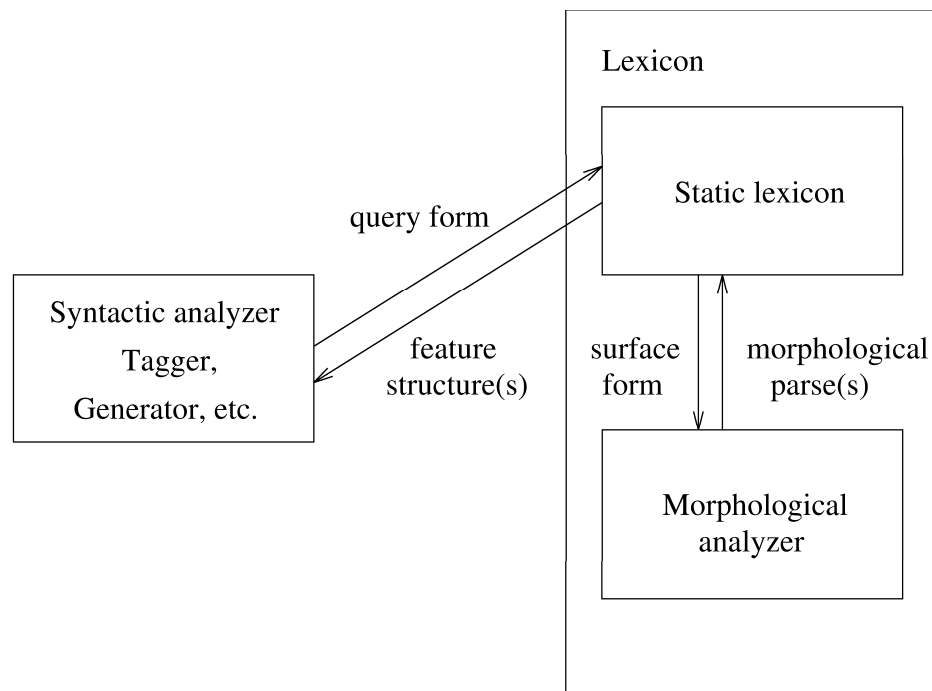 Lexicon
Static lexicon
query form
Syntactic analyzer
Tagger,
Generator, etc.
feature
structure(s)
surface
form
morphological
parse(s)
Morphological
analyzer